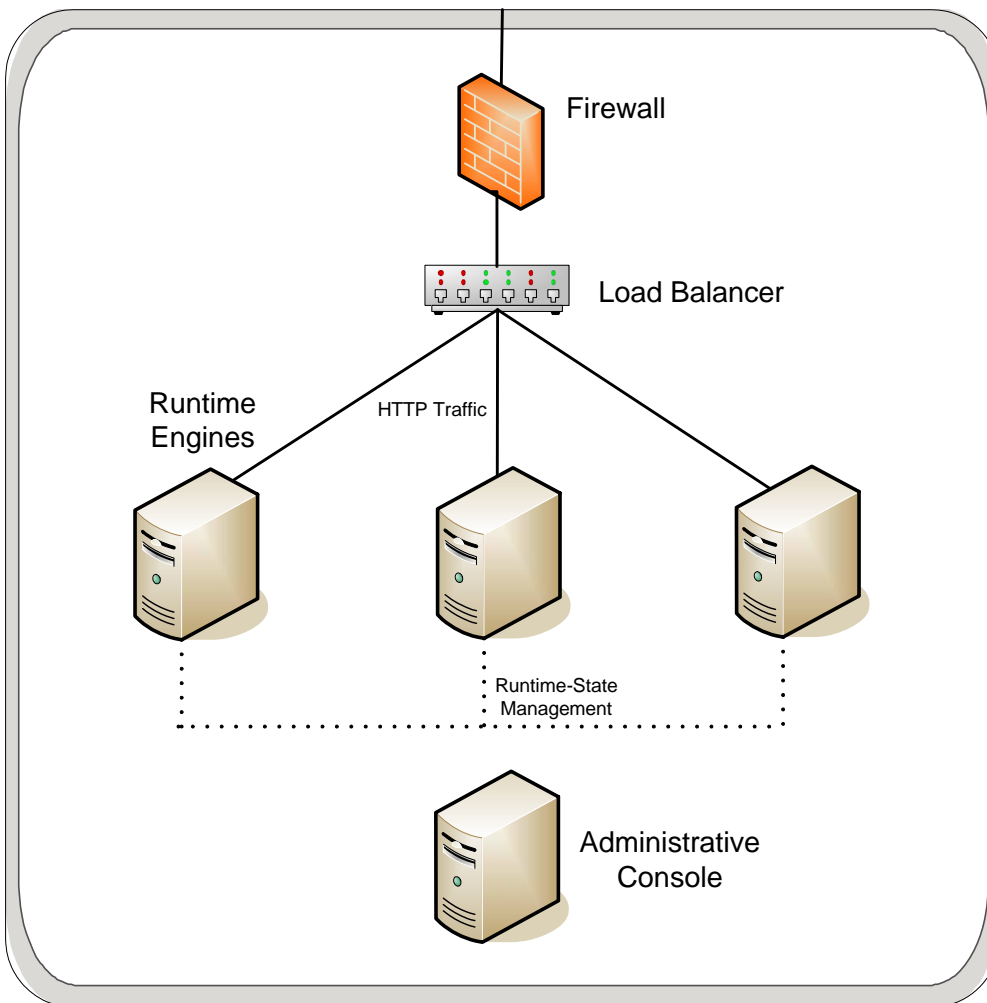 Firewall
Load Balancer
Runtime
Engines
HTTP Traffic
Runtime-State
Management
Administrative
Console